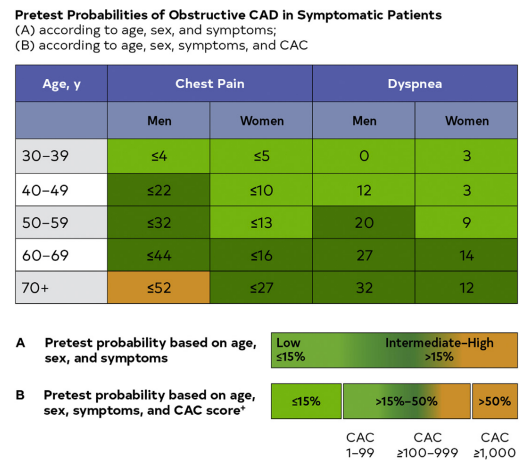 Pretest Probabilities of Obstructive CAD in Symptomatic Patients
(A) according to age, sex, and symptoms;
(B) according to age, sex, symptoms, and CAC
Age, y Chest Pain Dyspnea
Men Women Men Women
30–39 ≤4 ≤5 0 3
40–49 ≤22 ≤10 12 3
50–59 ≤32 ≤13 20 9
60–69 ≤44 ≤16 27 14
70+ ≤52 ≤27 32 12
A Pretest probability based on age, sex, and symptoms
Low ≤15%
Intermediate–High >15%
B Pretest probability based on age, sex, symptoms, and CAC score+
≤15% >15%–50% >50%
CAC 1–99
CAC ≥100–999
CAC ≥1,000